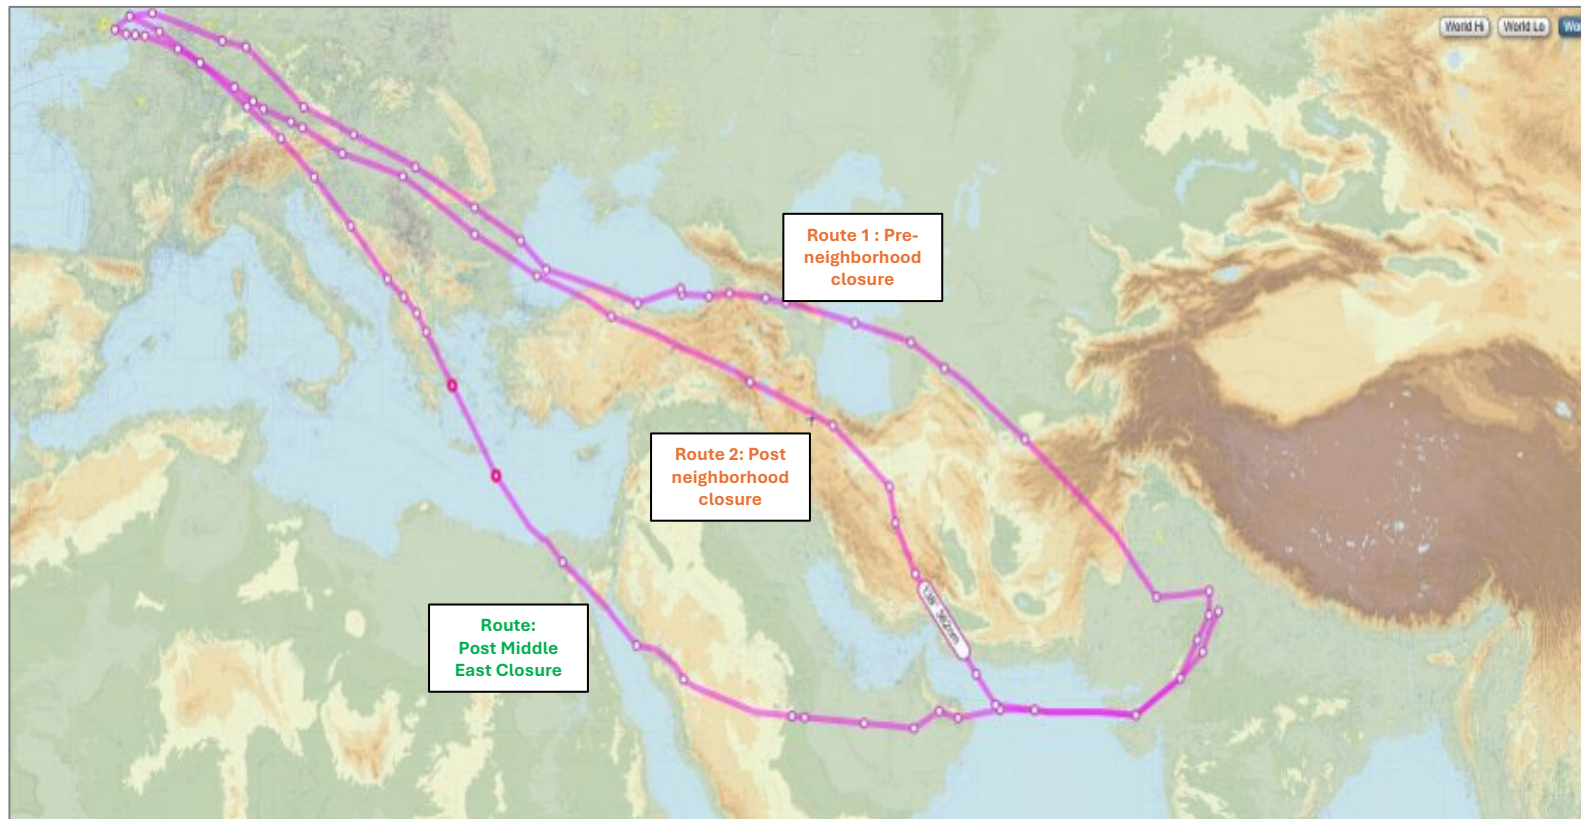 World Hi
World Lo
Wor
Route 1 : Pre-
neighborhood
closure
Route 2: Post
neighborhood
closure
Route:
Post Middle
East Closure